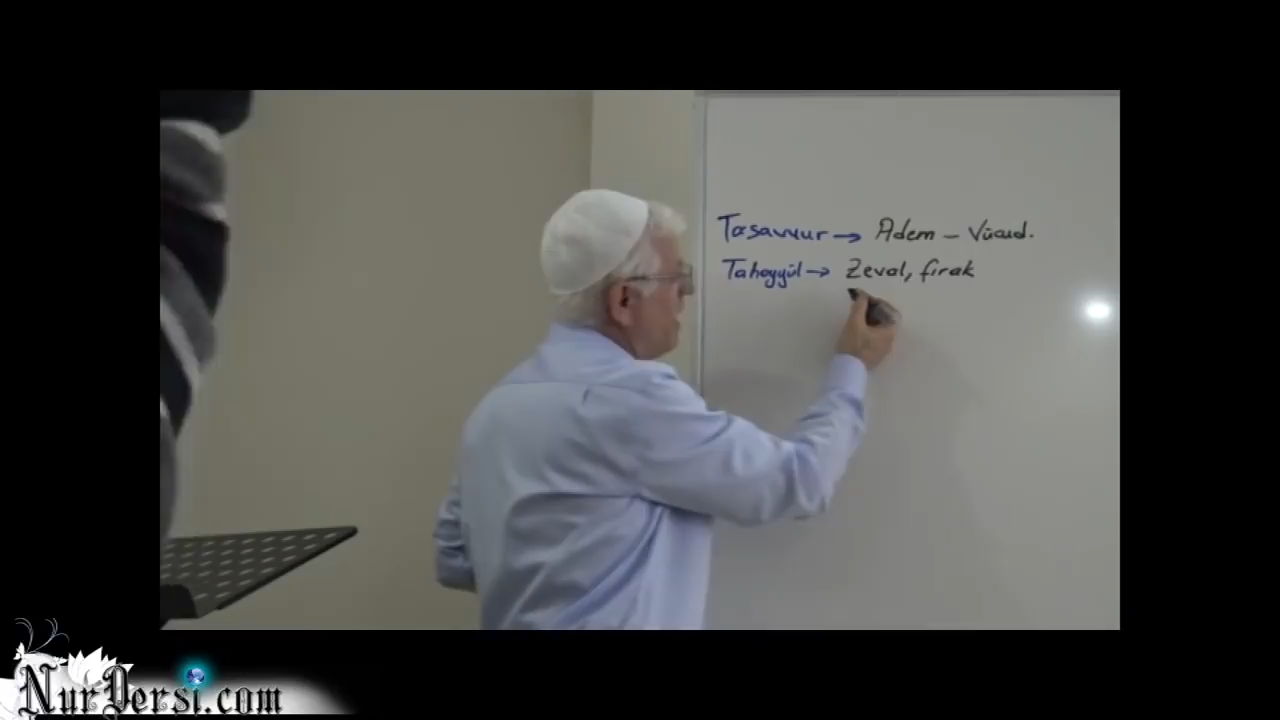 Tasavvur → Adem – Vücud.
Tahayyül → Zeval, firak
NurDersi.com